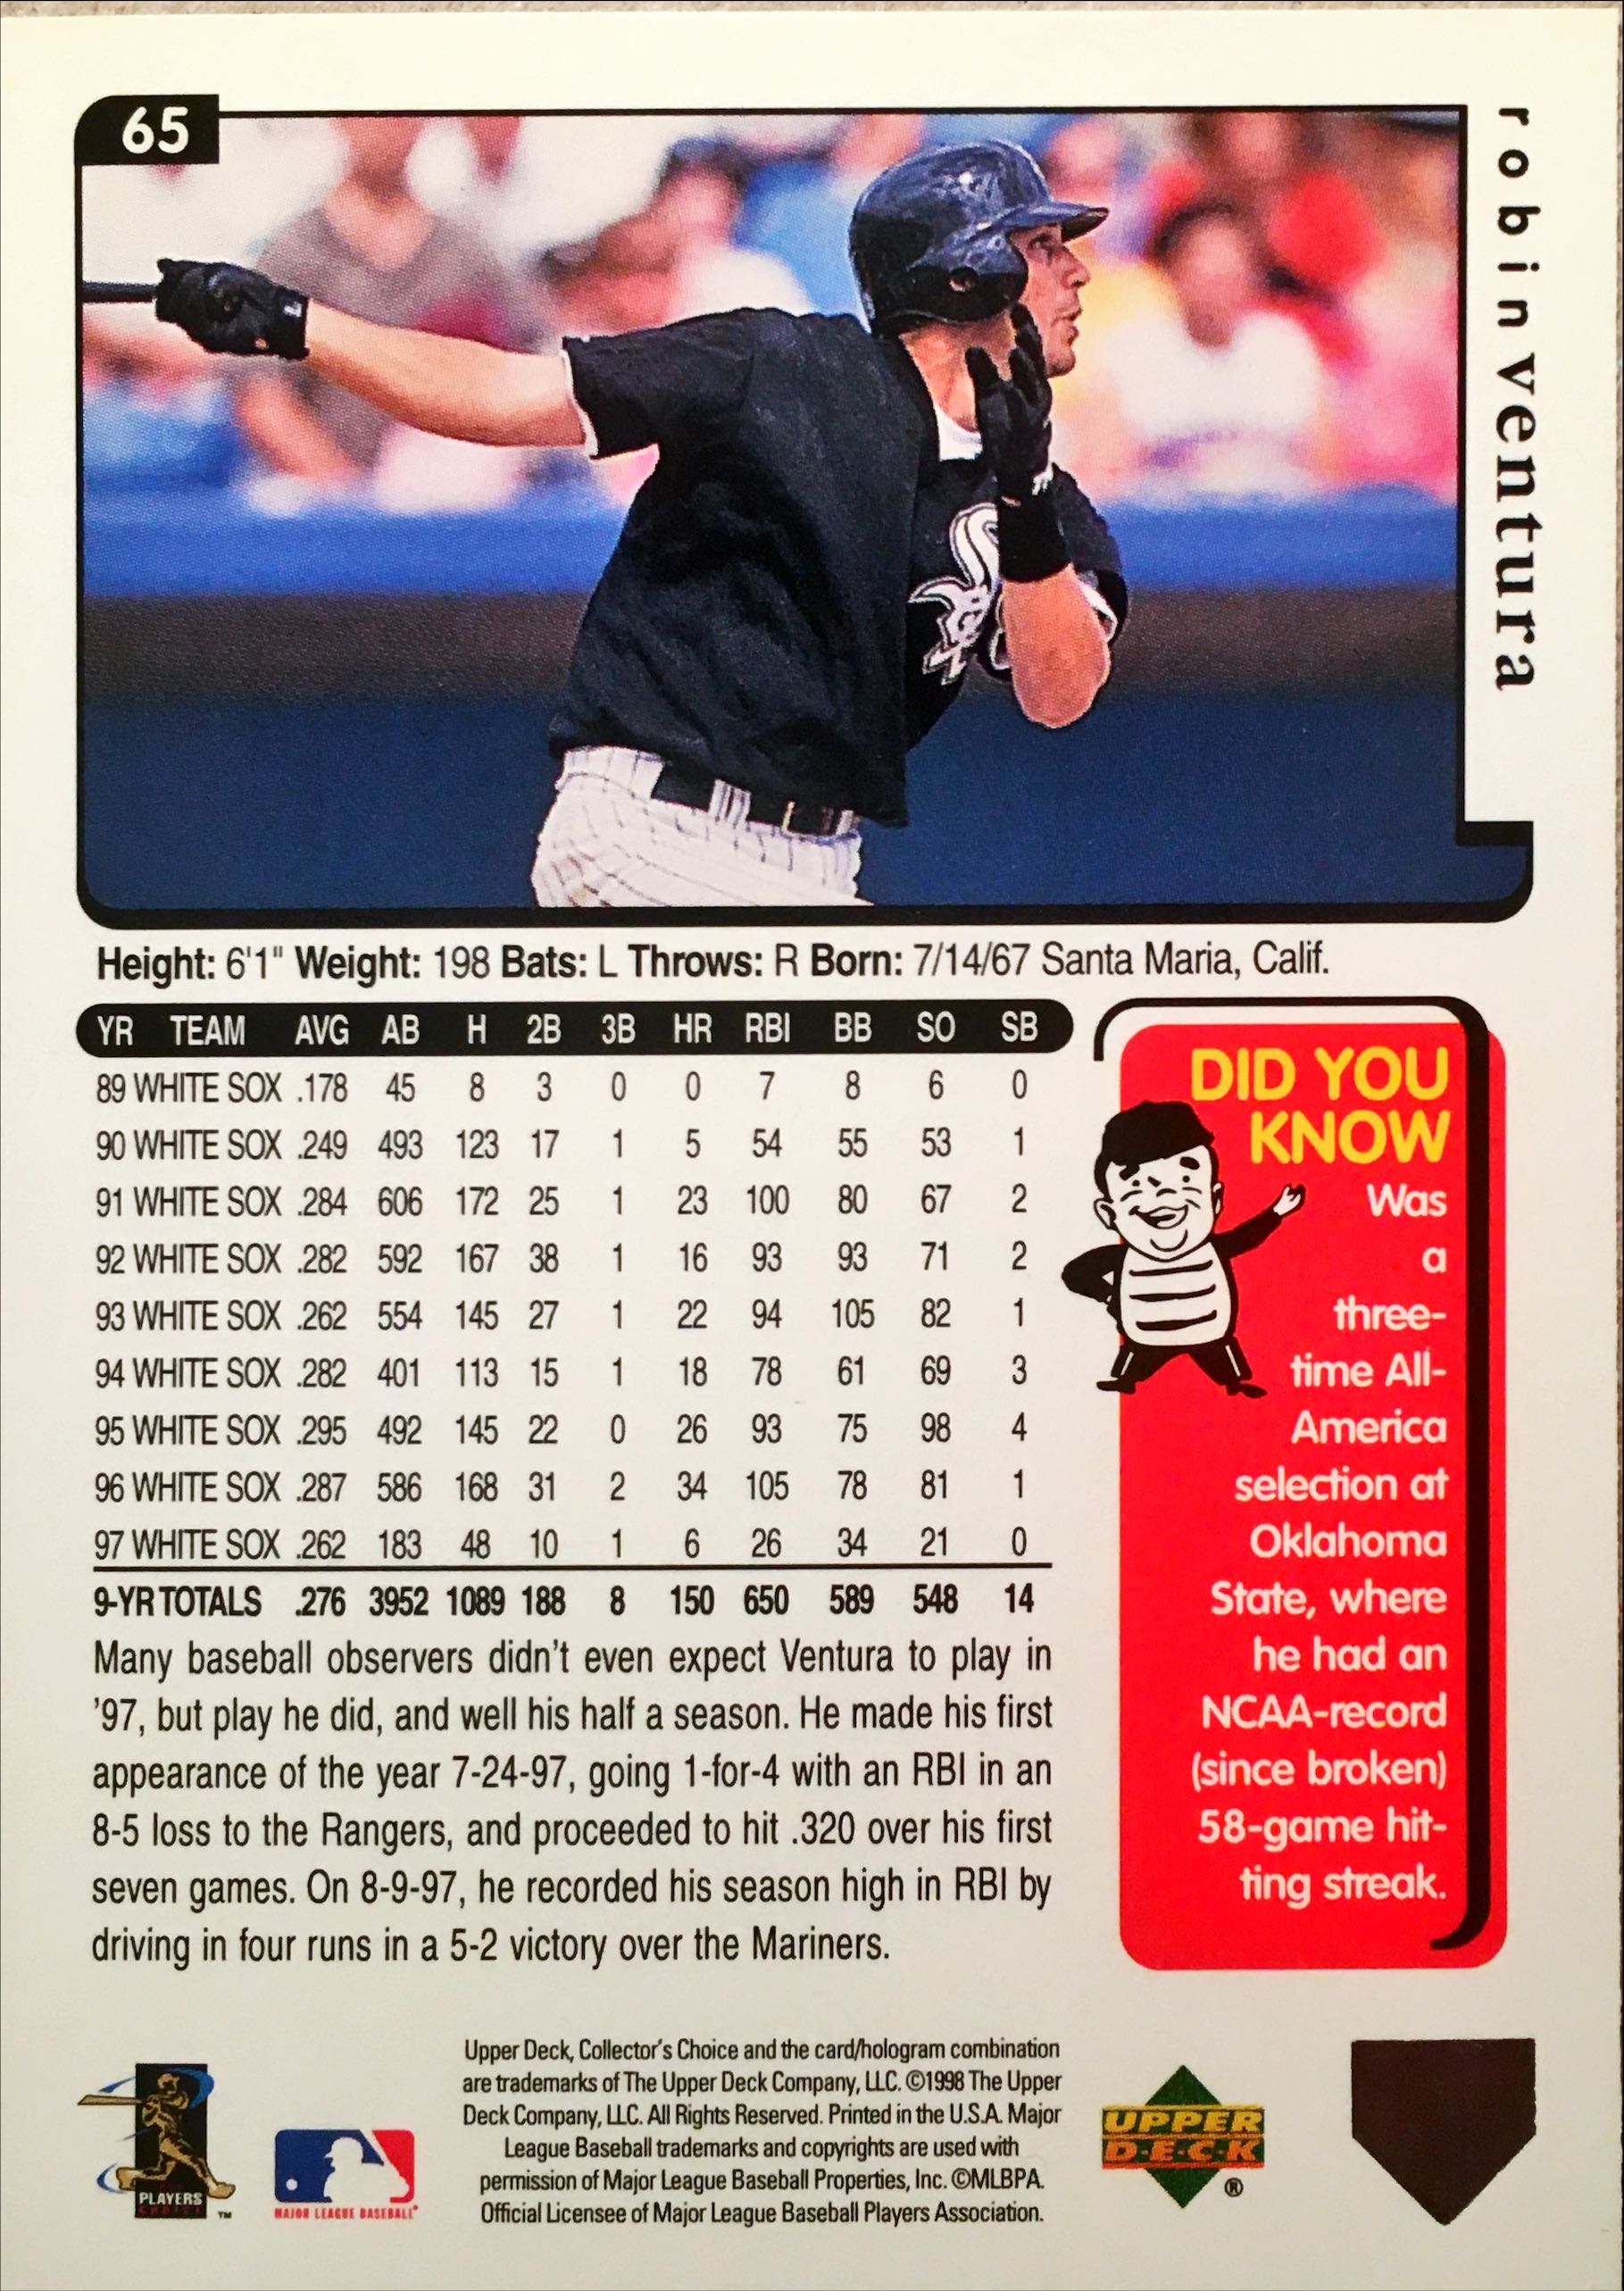 65
robin ventura
Height: 6'1" Weight: 198 Bats: L Throws: R Born: 7/14/67 Santa Maria, Calif.
YR TEAM AVG AB H 2B 3B HR RBI BB SO SB
89 WHITE SOX .178 45 8 3 0 0 7 8 6 0
90 WHITE SOX .249 493 123 17 1 5 54 55 53 1
91 WHITE SOX .284 606 172 25 1 23 100 80 67 2
92 WHITE SOX .282 592 167 38 1 16 93 93 71 2
93 WHITE SOX .262 554 145 27 1 22 94 105 82 1
94 WHITE SOX .282 401 113 15 1 18 78 61 69 3
95 WHITE SOX .295 492 145 22 0 26 93 75 98 4
96 WHITE SOX .287 586 168 31 2 34 105 78 81 1
97 WHITE SOX .262 183 48 10 1 6 26 34 21 0
9-YR TOTALS .276 3952 1089 188 8 150 650 589 548 14
Many baseball observers didn't even expect Ventura to play in
'97, but play he did, and well his half a season. He made his first
appearance of the year 7-24-97, going 1-for-4 with an RBI in an
8-5 loss to the Rangers, and proceeded to hit .320 over his first
seven games. On 8-9-97, he recorded his season high in RBI by
driving in four runs in a 5-2 victory over the Mariners.
DID YOU
KNOW
Was
a
three-
time All-
America
selection at
Oklahoma
State, where
he had an
NCAA-record
(since broken)
58-game hit-
ting streak.
PLAYERS
CHOICE
™
MAJOR LEAGUE BASEBALL®
Upper Deck, Collector's Choice and the card/hologram combination
are trademarks of The Upper Deck Company, LLC. ©1998 The Upper
Deck Company, LLC. All Rights Reserved. Printed in the U.S.A. Major
League Baseball trademarks and copyrights are used with
permission of Major League Baseball Properties, Inc. ©MLBPA.
Official Licensee of Major League Baseball Players Association.
UPPER
DECK
®
Sox